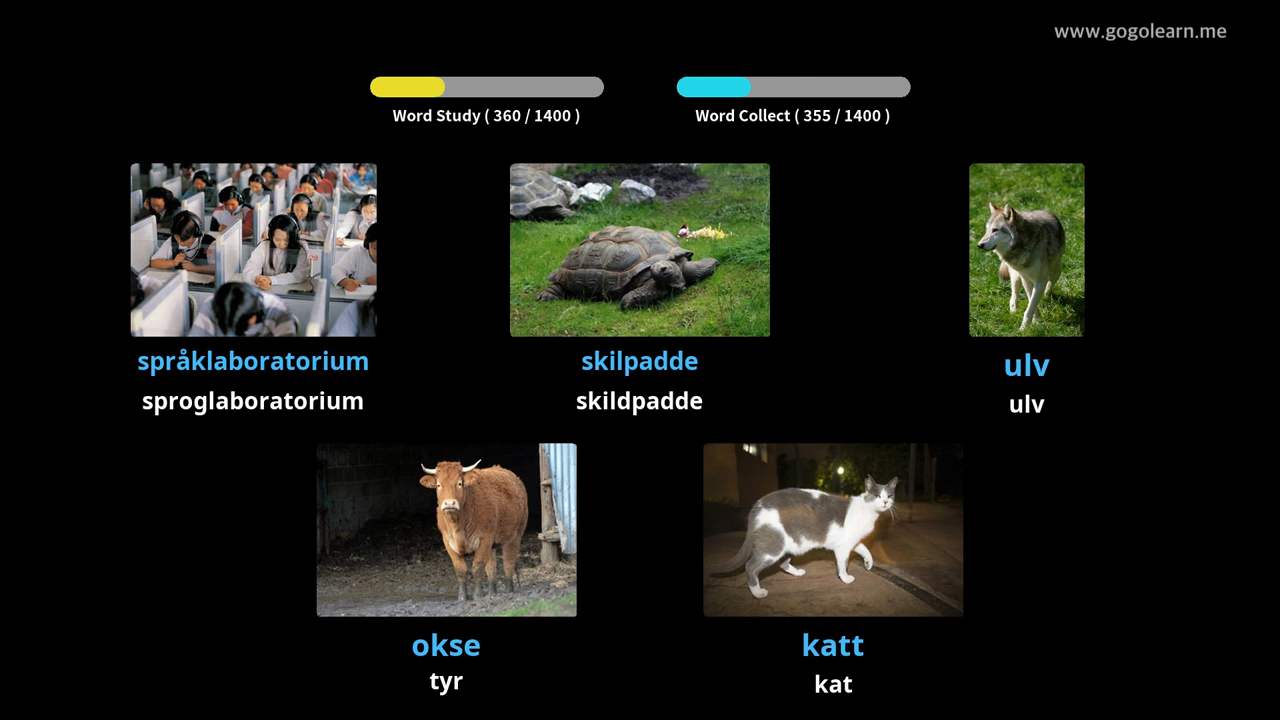 www.gogolearn.me
Word Study ( 360 / 1400 )
Word Collect ( 355 / 1400 )
språklaboratorium
sproglaboratorium
skilpadde
skildpadde
ulv
ulv
okse
tyr
katt
kat